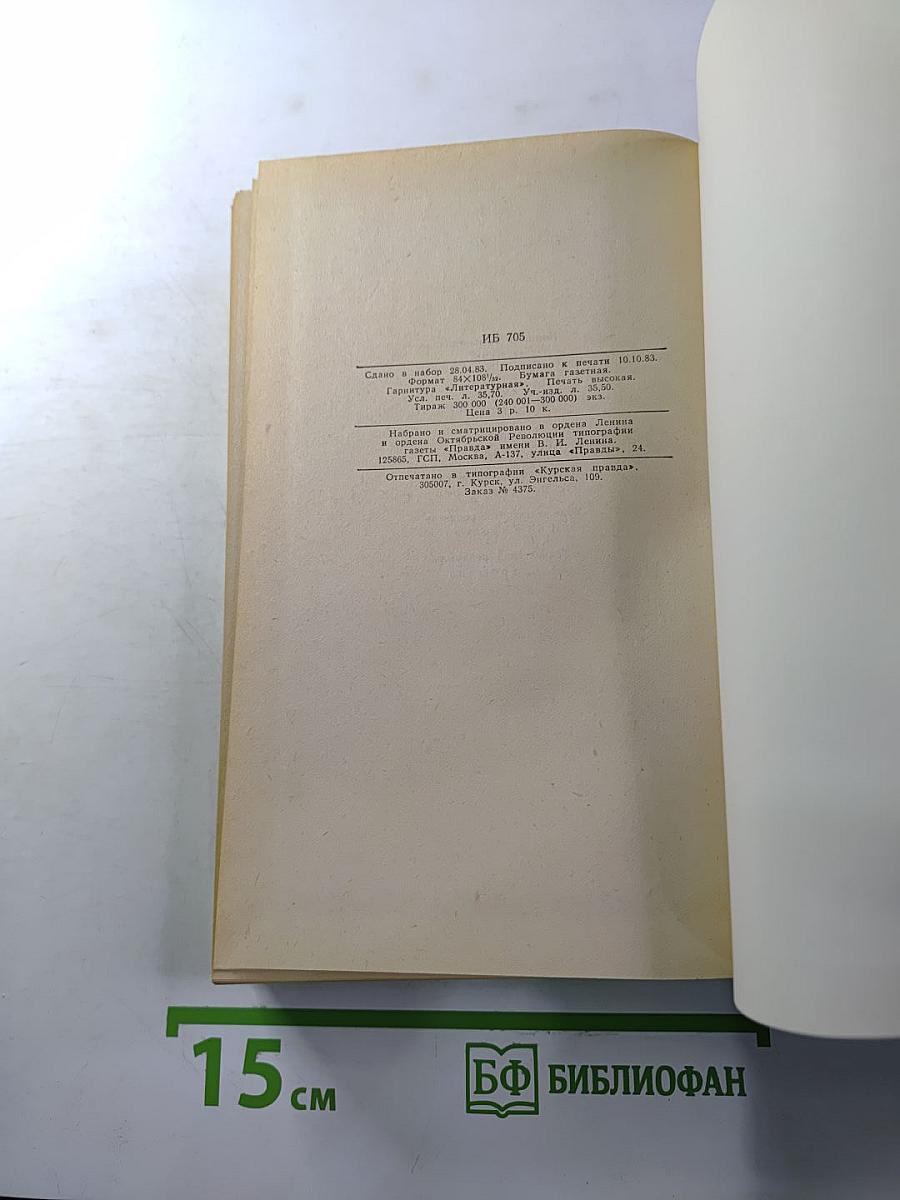 ИБ 705
Сдано в набор 28.04.83. Подписано к печати 10.10.83.
Формат 84×108¹/₃₂. Бумага газетная.
Гарнитура «Литературная». Печать высокая.
Усл. печ. л. 35,70. Уч.-изд. л. 35,50.
Тираж 300 000 (240 001—300 000) экз.
Цена 3 р. 10 к.
Набрано и сматрицировано в ордена Ленина
и ордена Октябрьской Революции типографии
газеты «Правда» имени В. И. Ленина.
125865, ГСП, Москва, А-137, улица «Правды», 24.
Отпечатано в типографии «Курская правда»,
305007, г. Курск, ул. Энгельса, 109.
Заказ № 4375.
15 см
БФ БИБЛИОФАН